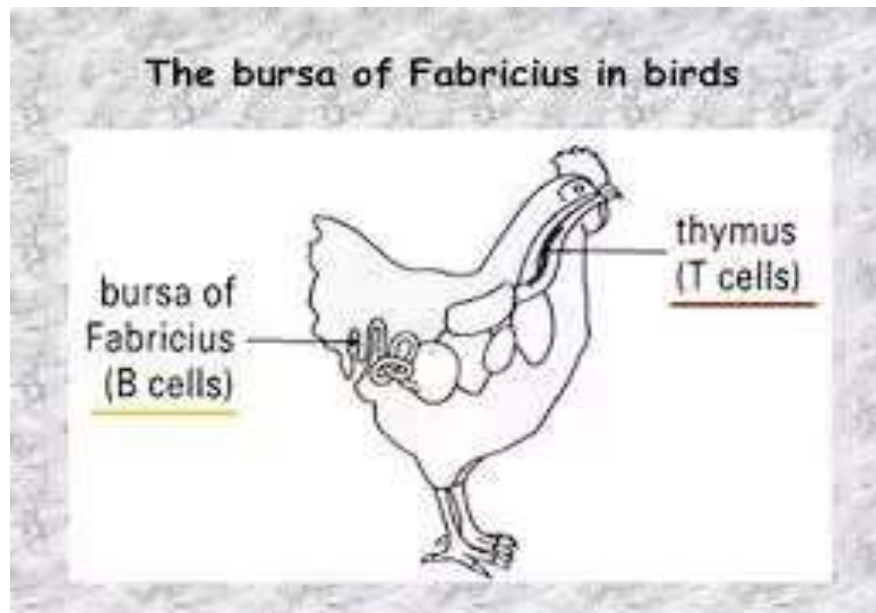 The bursa of Fabricius in birds
thymus
(T cells)
bursa of
Fabricius
(B cells)